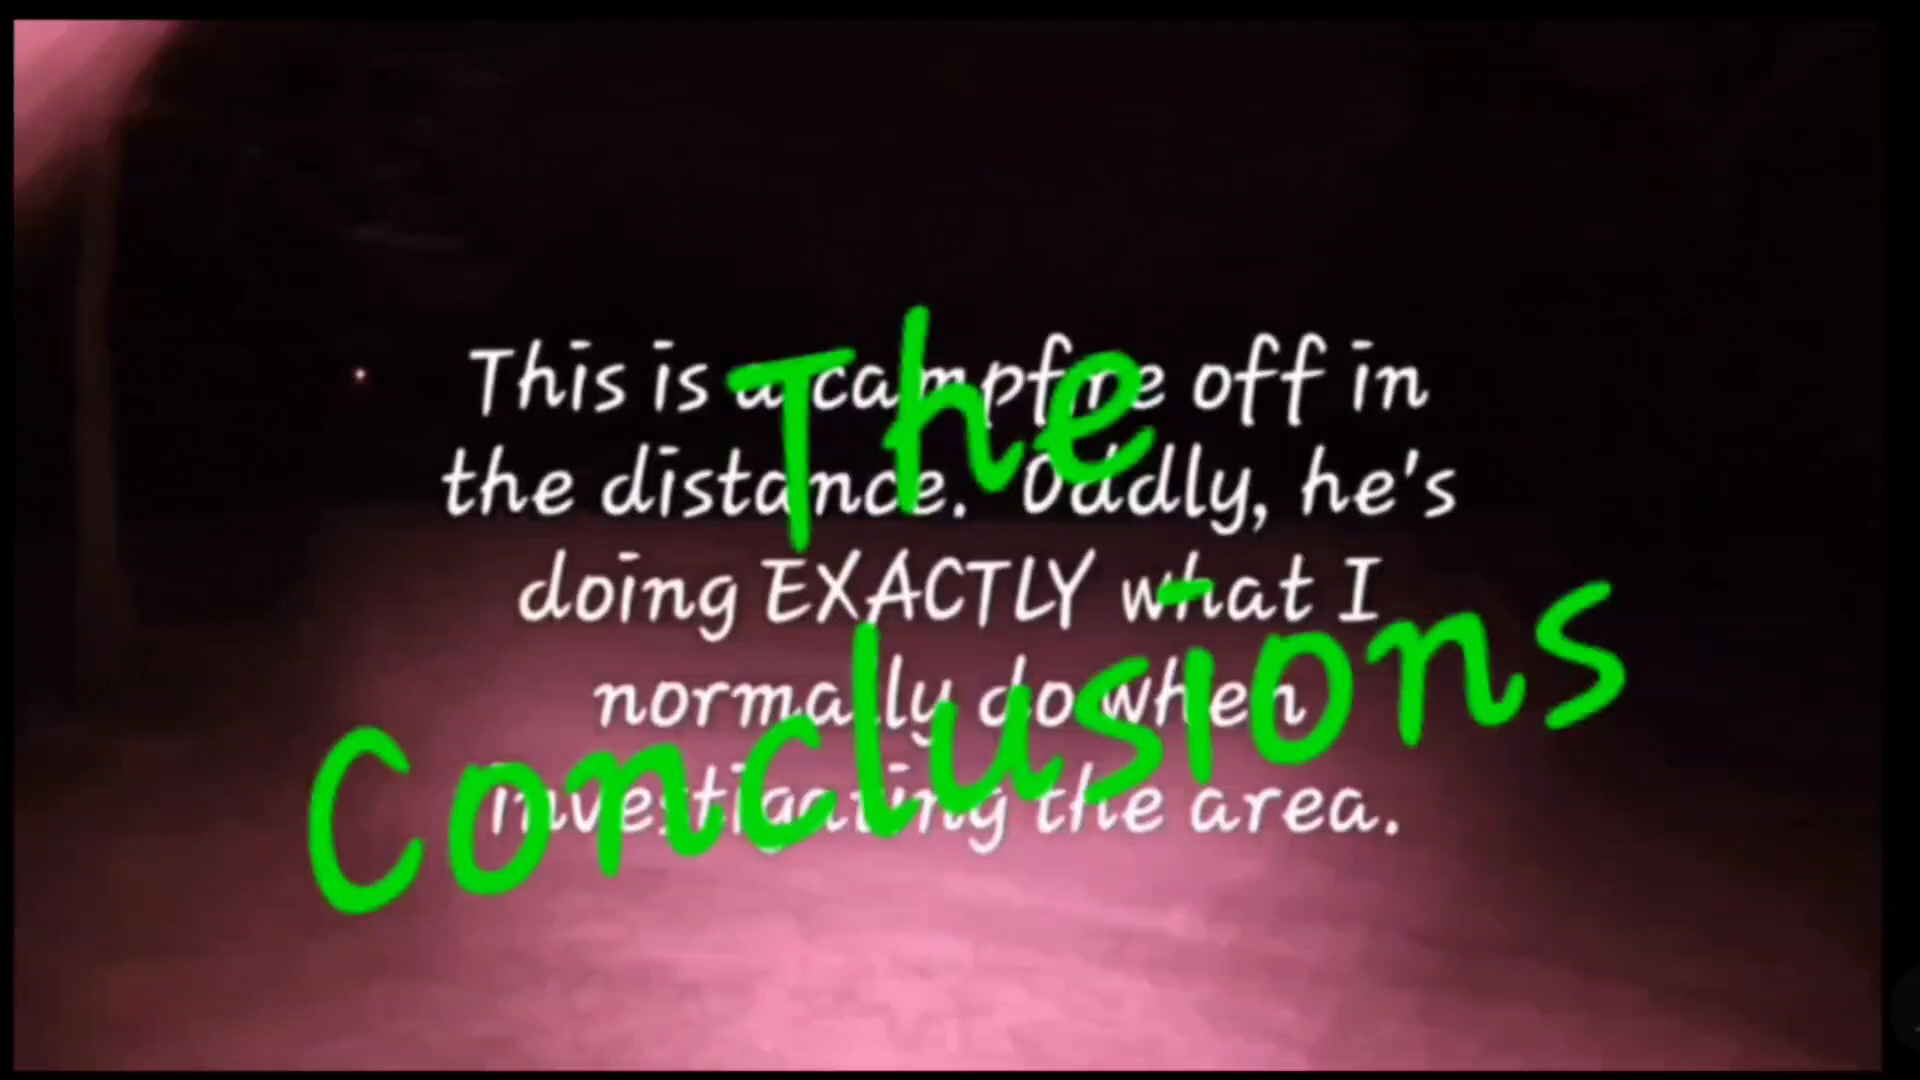 This is a campfire off in
the distance. Oddly, he's
doing EXACTLY what I
normally do when
investigating the area.
The
Conclusions